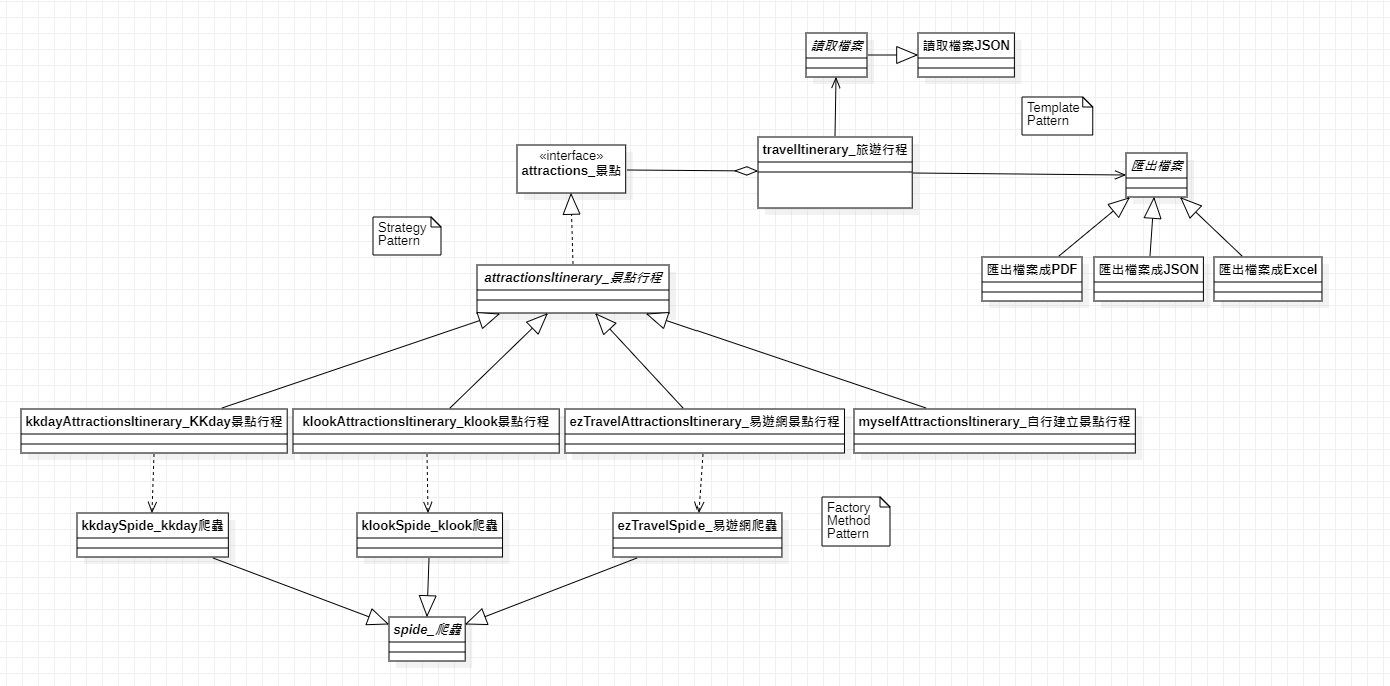 讀取檔案
讀取檔案JSON
Template
Pattern
«interface»
attractions_景點
travelItinerary_旅遊行程
匯出檔案
Strategy
Pattern
attractionsItinerary_景點行程
匯出檔案成PDF
匯出檔案成JSON
匯出檔案成Excel
kkdayAttractionsItinerary_KKday景點行程
klookAttractionsItinerary_klook景點行程
ezTravelAttractionsItinerary_易遊網景點行程
myselfAttractionsItinerary_自行建立景點行程
kkdaySpide_kkday爬蟲
klookSpide_klook爬蟲
ezTravelSpide_易遊網爬蟲
Factory
Method
Pattern
spide_爬蟲